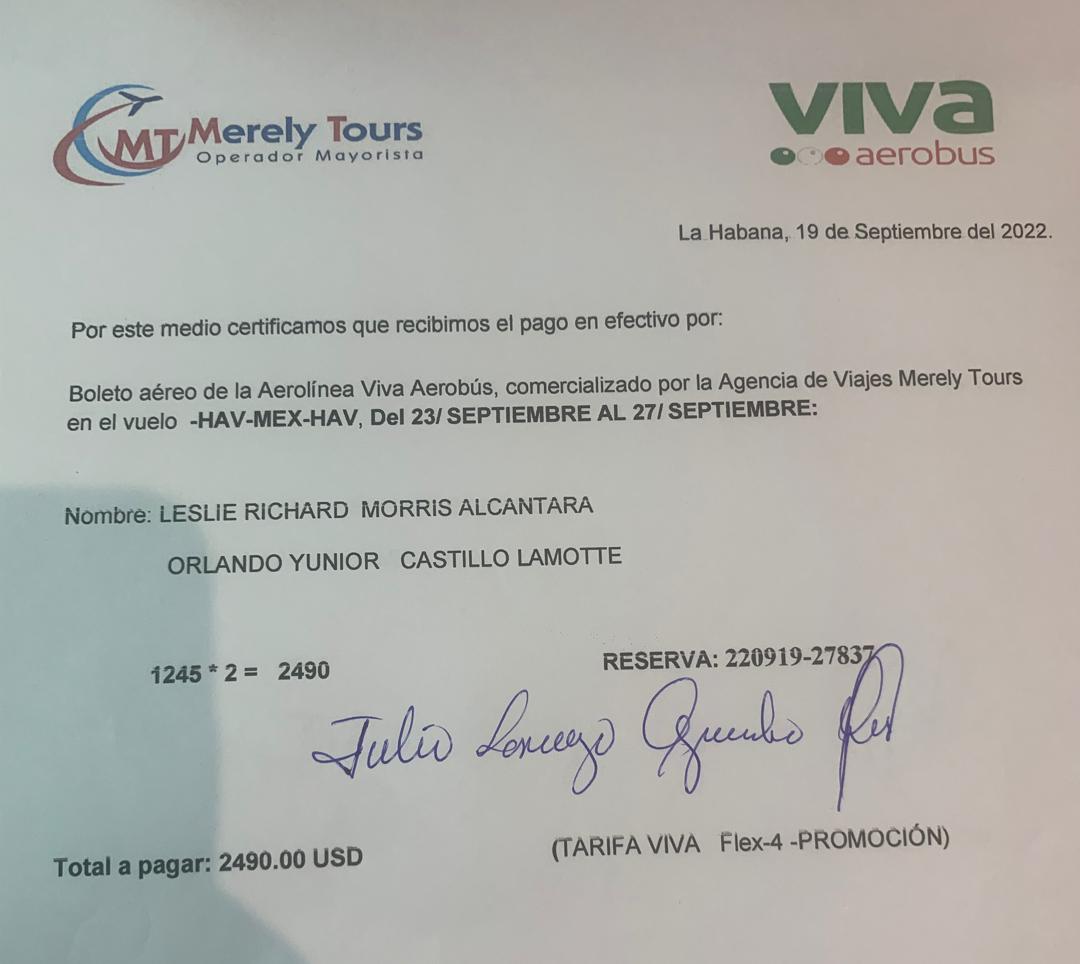 MT Merely Tours
Operador Mayorista
VIVA
aerobus
La Habana, 19 de Septiembre del 2022.
Por este medio certificamos que recibimos el pago en efectivo por:
Boleto aéreo de la Aerolínea Viva Aerobús, comercializado por la Agencia de Viajes Merely Tours
en el vuelo -HAV-MEX-HAV, Del 23/ SEPTIEMBRE AL 27/ SEPTIEMBRE:
Nombre: LESLIE RICHARD MORRIS ALCANTARA
ORLANDO YUNIOR CASTILLO LAMOTTE
1245 * 2 = 2490
RESERVA: 220919-27837
Julio Lorenzo
Total a pagar: 2490.00 USD
(TARIFA VIVA Flex-4 -PROMOCIÓN)